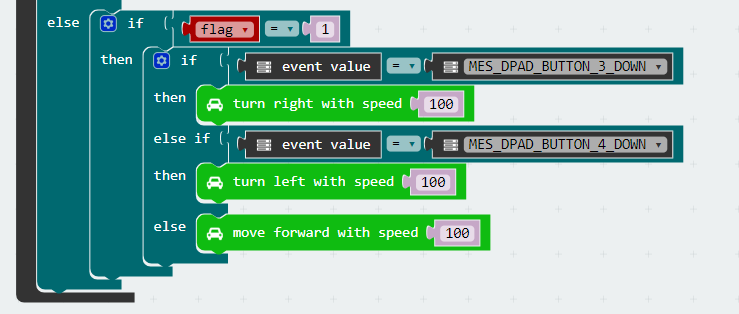 else if flag = 1
then if event value = MES_DPAD_BUTTON_3_DOWN
then turn right with speed 100
else if event value = MES_DPAD_BUTTON_4_DOWN
then turn left with speed 100
else move forward with speed 100